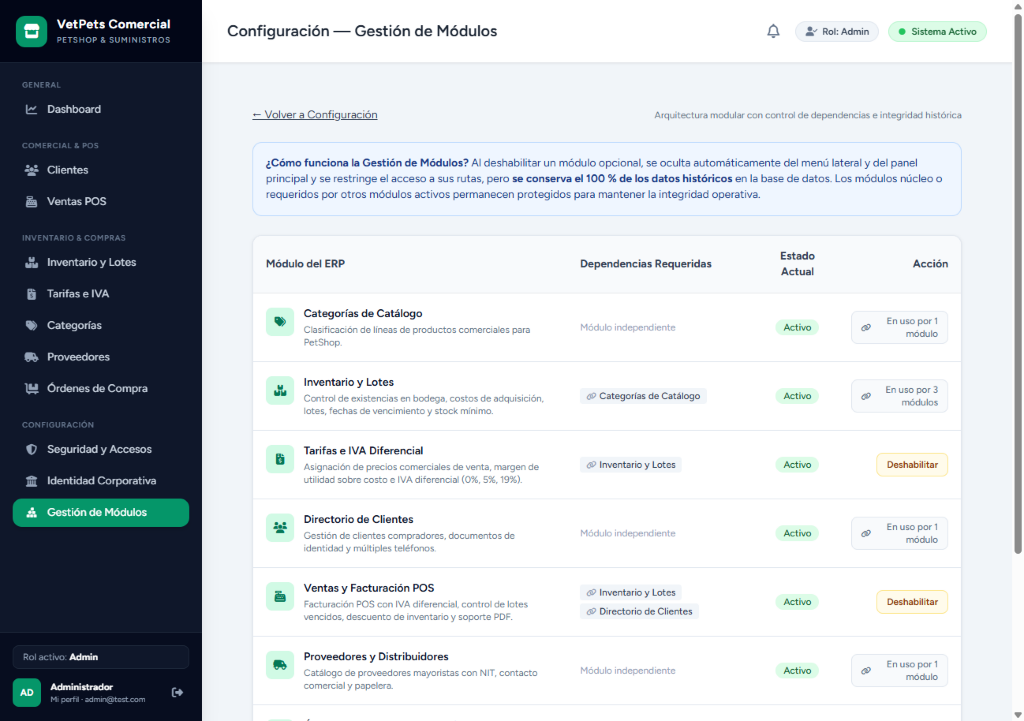 VetPets Comercial
PETSHOP & SUMINISTROS
GENERAL
Dashboard
COMERCIAL & POS
Clientes
Ventas POS
INVENTARIO & COMPRAS
Inventario y Lotes
Tarifas e IVA
Categorías
Proveedores
Órdenes de Compra
CONFIGURACIÓN
Seguridad y Accesos
Identidad Corporativa
Gestión de Módulos
Rol activo: Admin
AD
Administrador
Mi perfil · admin@test.com
Configuración — Gestión de Módulos
Rol: Admin
Sistema Activo
← Volver a Configuración
Arquitectura modular con control de dependencias e integridad histórica
¿Cómo funciona la Gestión de Módulos? Al deshabilitar un módulo opcional, se oculta automáticamente del menú lateral y del panel
principal y se restringe el acceso a sus rutas, pero se conserva el 100 % de los datos históricos en la base de datos. Los módulos núcleo o
requeridos por otros módulos activos permanecen protegidos para mantener la integridad operativa.
Módulo del ERP
Dependencias Requeridas
Estado
Actual
Acción
Categorías de Catálogo
Clasificación de líneas de productos comerciales para
PetShop.
Módulo independiente
Activo
En uso por 1
módulo
Inventario y Lotes
Control de existencias en bodega, costos de adquisición,
lotes, fechas de vencimiento y stock mínimo.
Categorías de Catálogo
Activo
En uso por 3
módulos
Tarifas e IVA Diferencial
Asignación de precios comerciales de venta, margen de
utilidad sobre costo e IVA diferencial (0%, 5%, 19%).
Inventario y Lotes
Activo
Deshabilitar
Directorio de Clientes
Gestión de clientes compradores, documentos de
identidad y múltiples teléfonos.
Módulo independiente
Activo
En uso por 1
módulo
Ventas y Facturación POS
Facturación POS con IVA diferencial, control de lotes
vencidos, descuento de inventario y soporte PDF.
Inventario y Lotes
Directorio de Clientes
Activo
Deshabilitar
Proveedores y Distribuidores
Catálogo de proveedores mayoristas con NIT, contacto
comercial y papelera.
Módulo independiente
Activo
En uso por 1
módulo